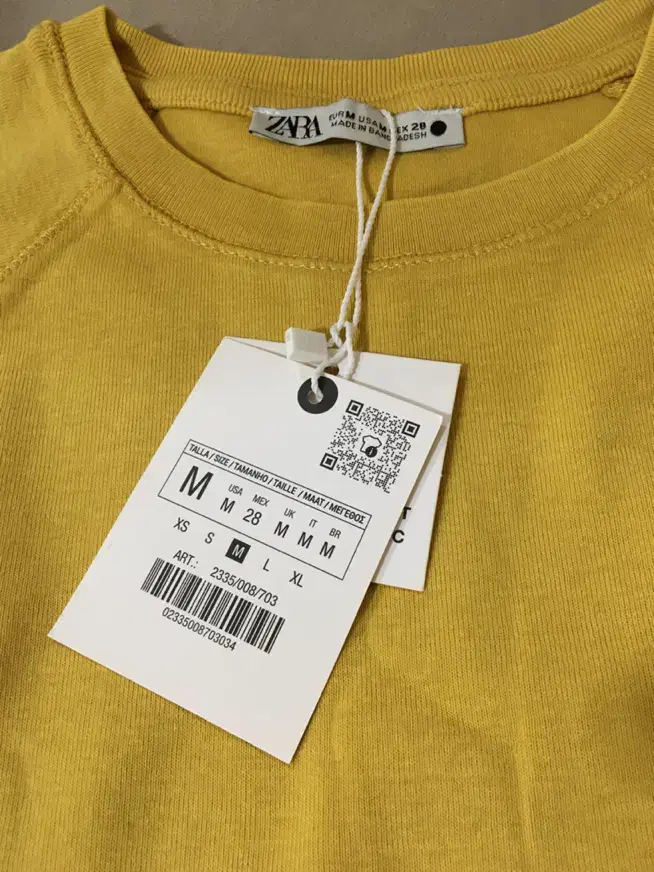 ZARA
EUR M USA M MEX 28
MADE IN BANGLADESH
TALLA / SIZE / TAMANHO / TAILLE / MAAT / ΜΕΓΕΘΟΣ
M
USA MEX UK IT BR
M 28 M M M
XS S M L XL
ART.: 2335/008/703
02335008703034
T
C